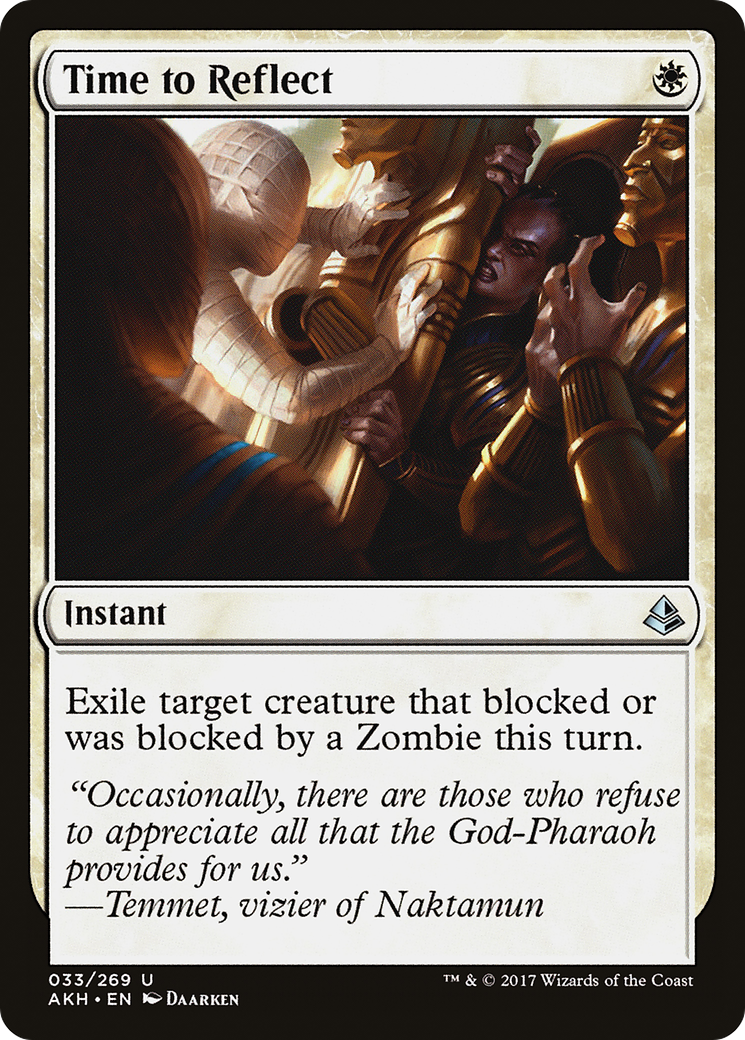 Time to Reflect
Instant
Exile target creature that blocked or
was blocked by a Zombie this turn.
“Occasionally, there are those who refuse
to appreciate all that the God-Pharaoh
provides for us.”
—Temmet, vizier of Naktamun
033/269 U
AKH • EN Daarken
™ & © 2017 Wizards of the Coast